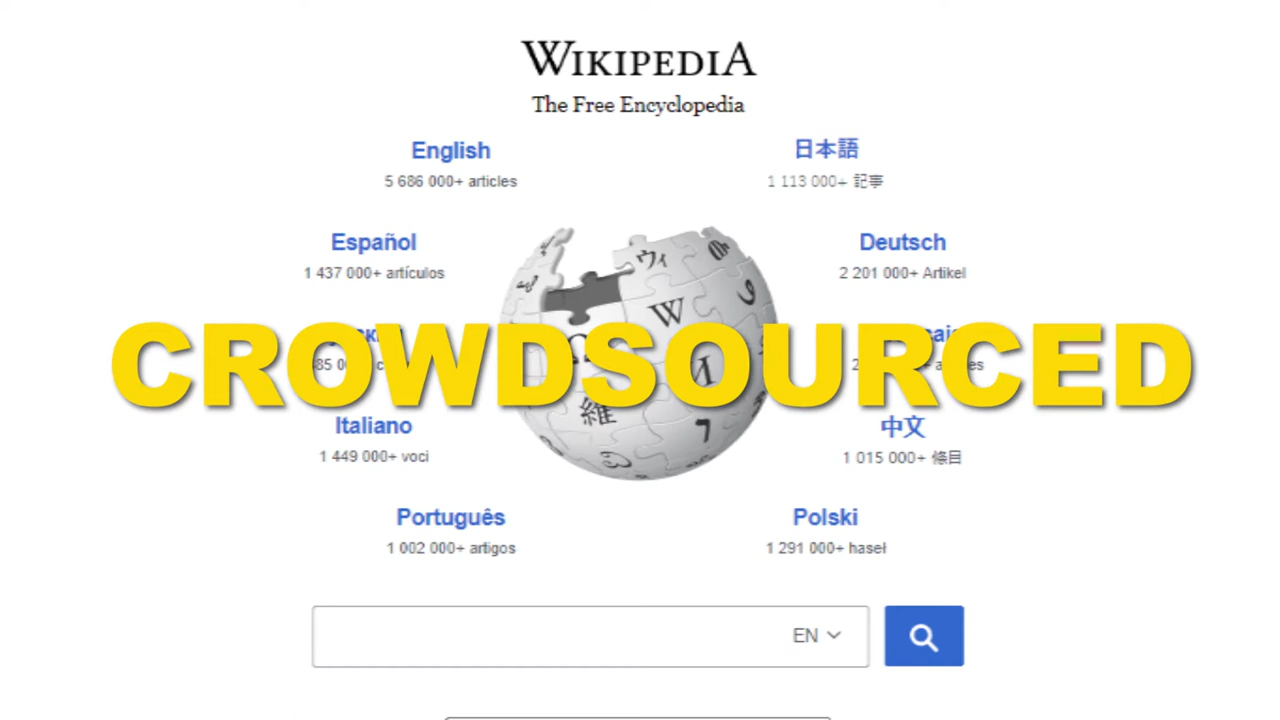 WIKIPEDIA
The Free Encyclopedia
English
5 686 000+ articles
日本語
1 113 000+ 記事
Español
1 437 000+ artículos
Deutsch
2 201 000+ Artikel
CROWDSOURCED
Italiano
1 449 000+ voci
中文
1 015 000+ 條目
Português
1 002 000+ artigos
Polski
1 291 000+ haseł
EN